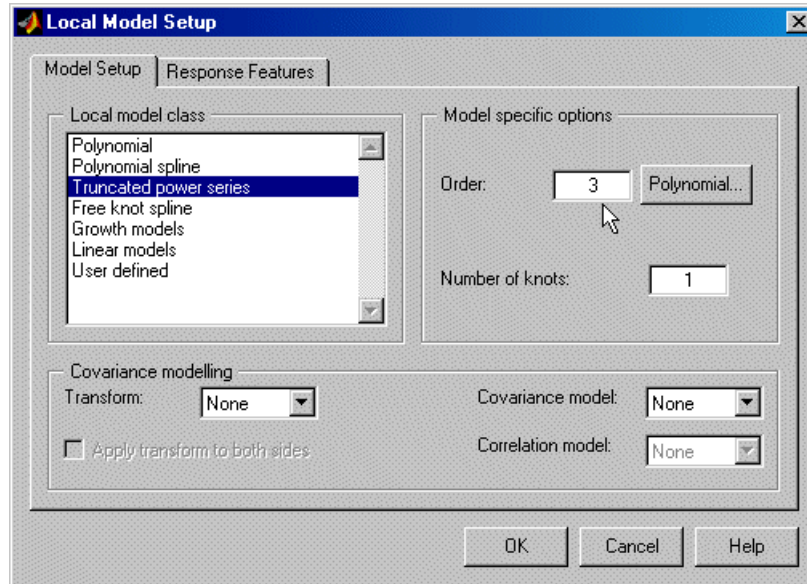 Local Model Setup
Model Setup
Response Features
Local model class
Polynomial
Polynomial spline
Truncated power series
Free knot spline
Growth models
Linear models
User defined
Model specific options
Order:
3
Polynomial...
Number of knots:
1
Covariance modelling
Transform:
None
Apply transform to both sides
Covariance model:
None
Correlation model:
None
OK
Cancel
Help